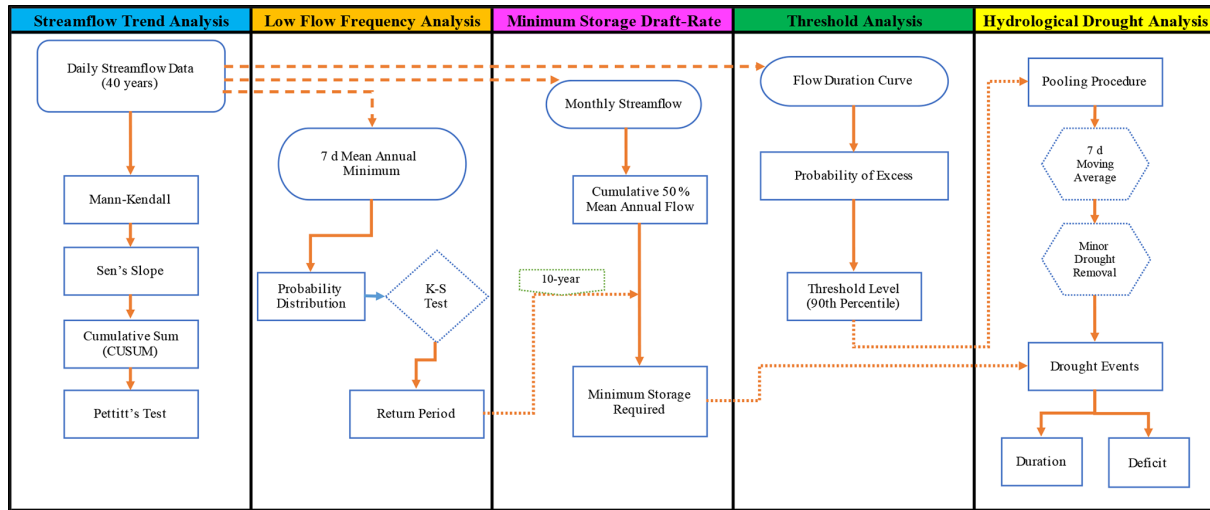 Streamflow Trend Analysis
Low Flow Frequency Analysis
Minimum Storage Draft-Rate
Threshold Analysis
Hydrological Drought Analysis
Daily Streamflow Data
(40 years)
Mann-Kendall
Sen's Slope
Cumulative Sum
(CUSUM)
Pettitt's Test
7 d Mean Annual
Minimum
Probability
Distribution
K-S
Test
Return Period
Monthly Streamflow
Cumulative 50%
Mean Annual Flow
10-year
Minimum Storage
Required
Flow Duration Curve
Probability of Excess
Threshold Level
(90th Percentile)
Pooling Procedure
7 d
Moving
Average
Minor
Drought
Removal
Drought Events
Duration
Deficit